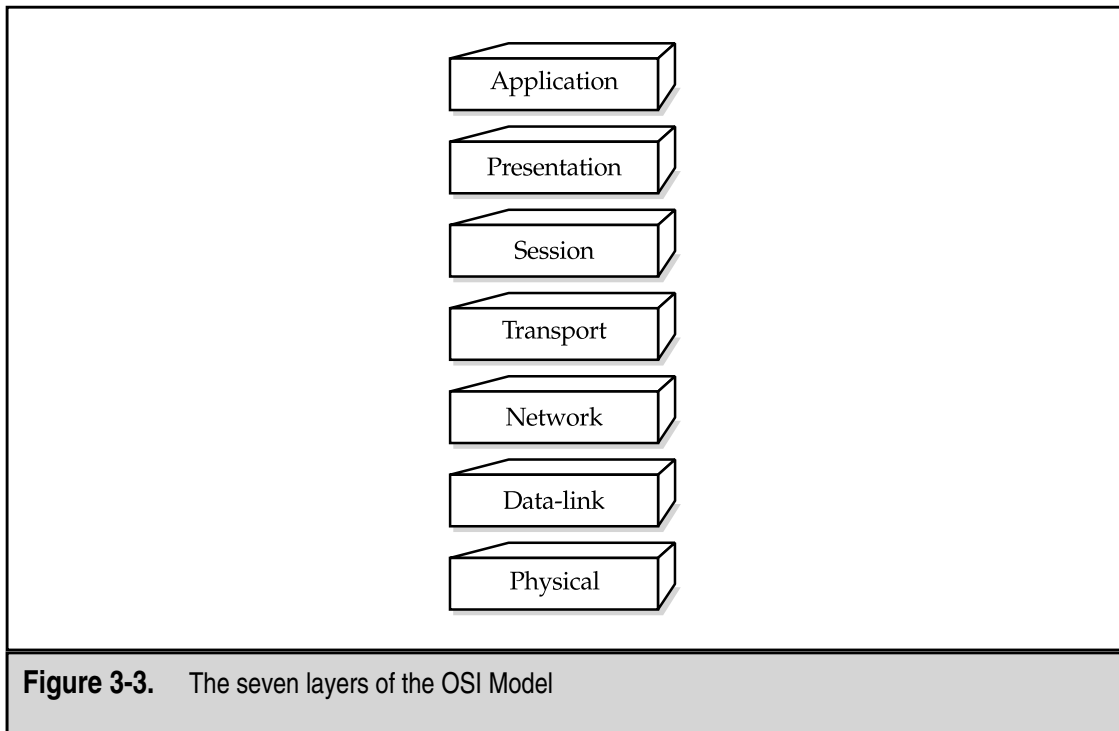 Application
Presentation
Session
Transport
Network
Data-link
Physical
Figure 3-3. The seven layers of the OSI Model